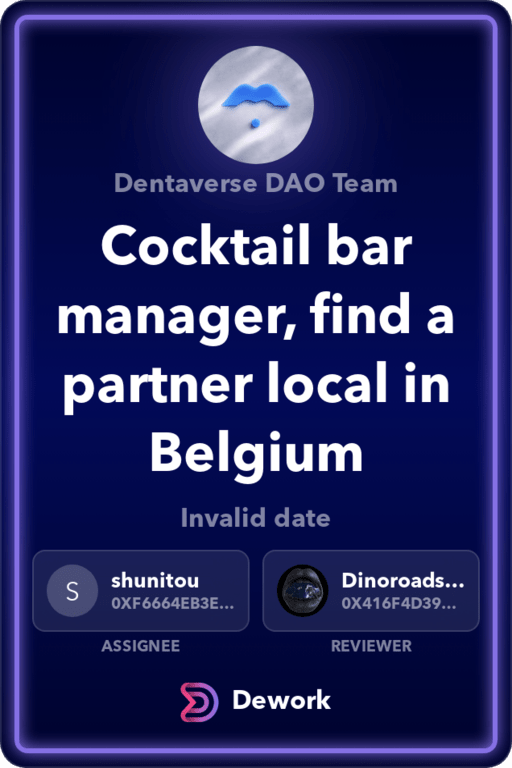 Dentaverse DAO Team
Cocktail bar
manager, find a
partner local in
Belgium
Invalid date
S
shunitou
0XF6664EB3E...
Dinoroads...
0X416F4D39...
ASSIGNEE
REVIEWER
Dework